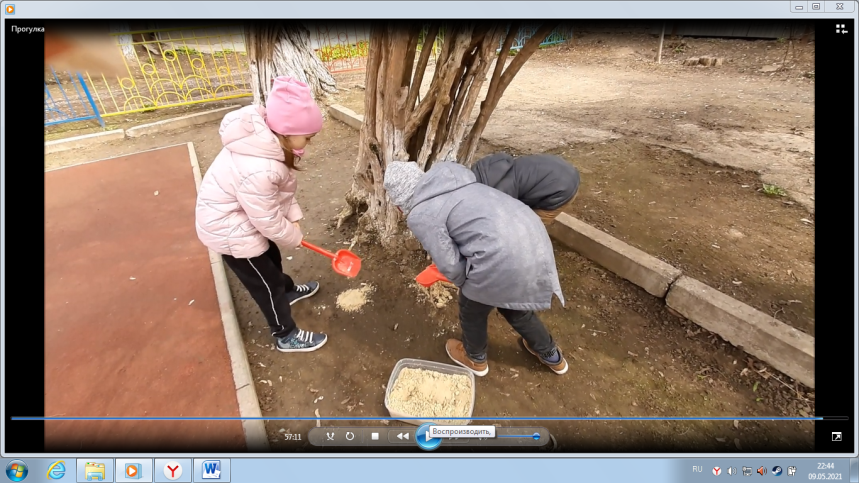 Прогулка
57:11
Воспроизводить,
RU
22:44
09.05.2021